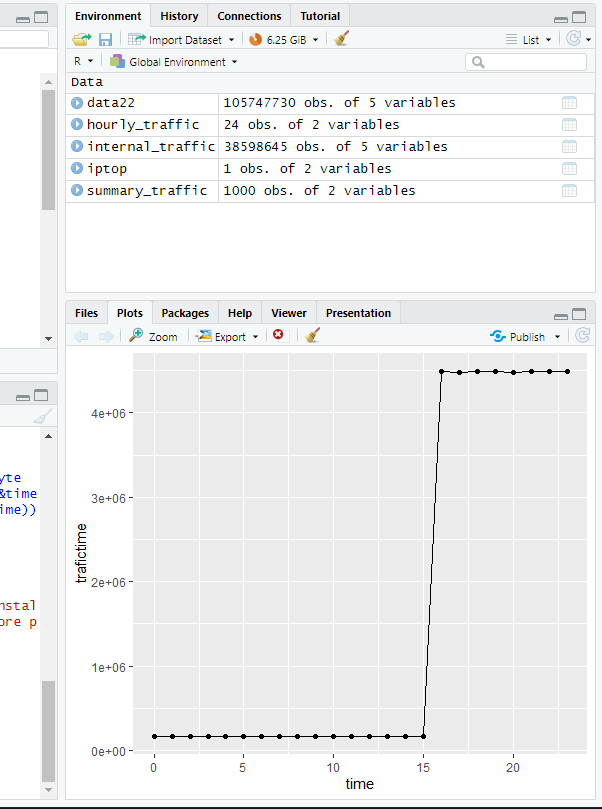 Environment History Connections Tutorial
Import Dataset 6.25 GiB List
R Global Environment
Data
data22 105747730 obs. of 5 variables
hourly_traffic 24 obs. of 2 variables
internal_traffic 38598645 obs. of 5 variables
iptop 1 obs. of 2 variables
summary_traffic 1000 obs. of 2 variables
Files Plots Packages Help Viewer Presentation
Zoom Export Publish
yte
&time
ime))
nstal
ore p
trafictime
4e+06
3e+06
2e+06
1e+06
0e+00
0 5 10 15 20
time